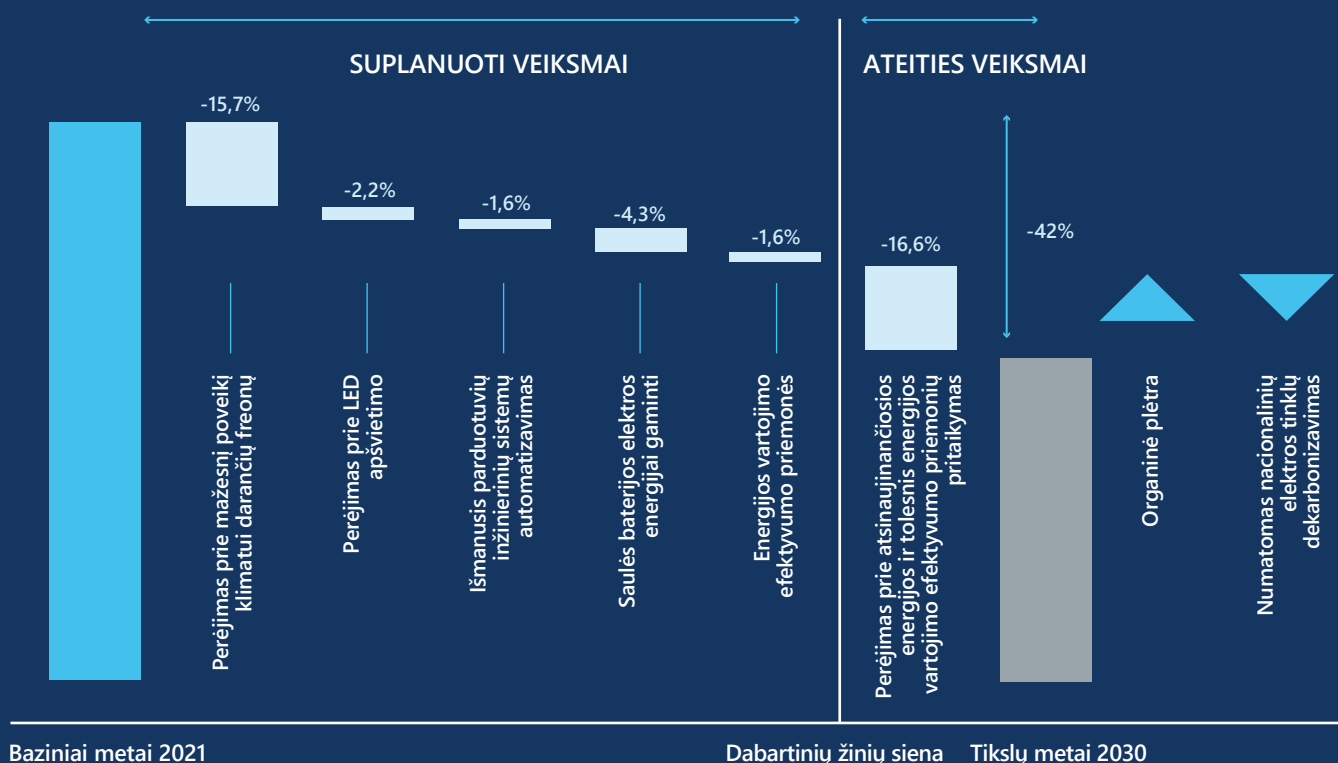 SUPLANUOTI VEIKSMAI
ATEITIES VEIKSMAI
-15,7%
-2,2%
-1,6%
-4,3%
-1,6%
-16,6%
-42%
Perėjimas prie mažesnį poveikį
klimatui darančių freonų
Perėjimas prie LED
apšvietimo
Išmanusis parduotuvių
inžinierinių sistemų
automatizavimas
Saulės baterijos elektros
energijai gaminti
Energijos vartojimo
efektyvumo priemonės
Perėjimas prie atsinaujinančiosios
energijos ir tolesnis energijos
vartojimo efektyvumo priemonių
pritaikymas
Organinė plėtra
Numatomas nacionalinių
elektros tinklų
dekarbonizavimas
Baziniai metai 2021
Dabartinių žinių siena
Tikslų metai 2030